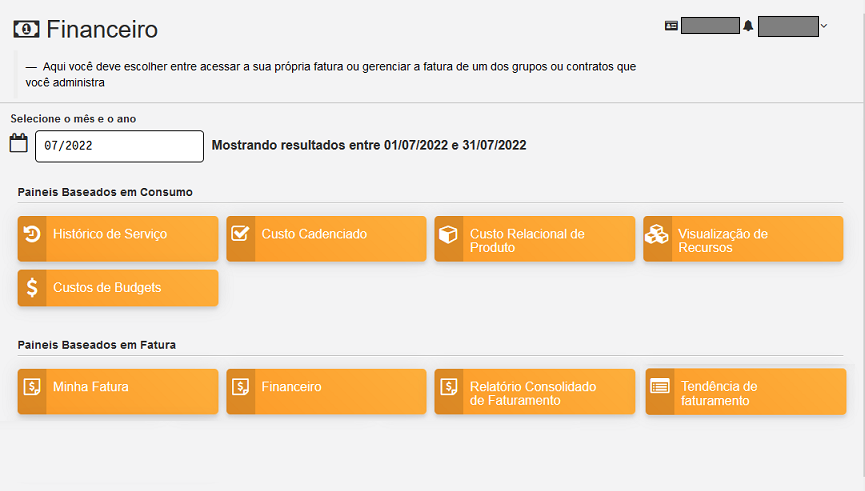 Financeiro
— Aqui você deve escolher entre acessar a sua própria fatura ou gerenciar a fatura de um dos grupos ou contratos que
você administra
Selecione o mês e o ano
07/2022
Mostrando resultados entre 01/07/2022 e 31/07/2022
Paineis Baseados em Consumo
Histórico de Serviço
Custo Cadenciado
Custo Relacional de
Produto
Visualização de
Recursos
Custos de Budgets
Paineis Baseados em Fatura
Minha Fatura
Financeiro
Relatório Consolidado
de Faturamento
Tendência de
faturamento